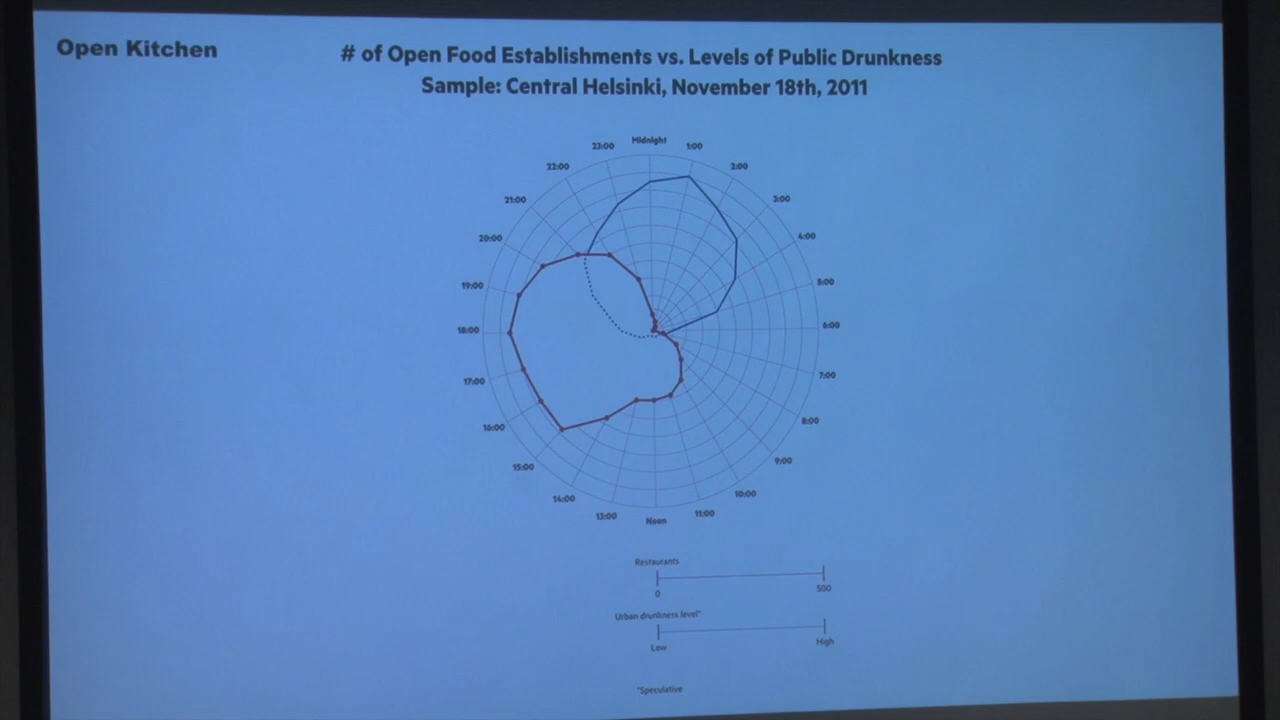 Open Kitchen
# of Open Food Establishments vs. Levels of Public Drunkness
Sample: Central Helsinki, November 18th, 2011
Midnight
1:00
2:00
3:00
4:00
5:00
6:00
7:00
8:00
9:00
10:00
11:00
Noon
13:00
14:00
15:00
16:00
17:00
18:00
19:00
20:00
21:00
22:00
23:00
Restaurants
0 500
Urban drunkness level*
Low High
*Speculative